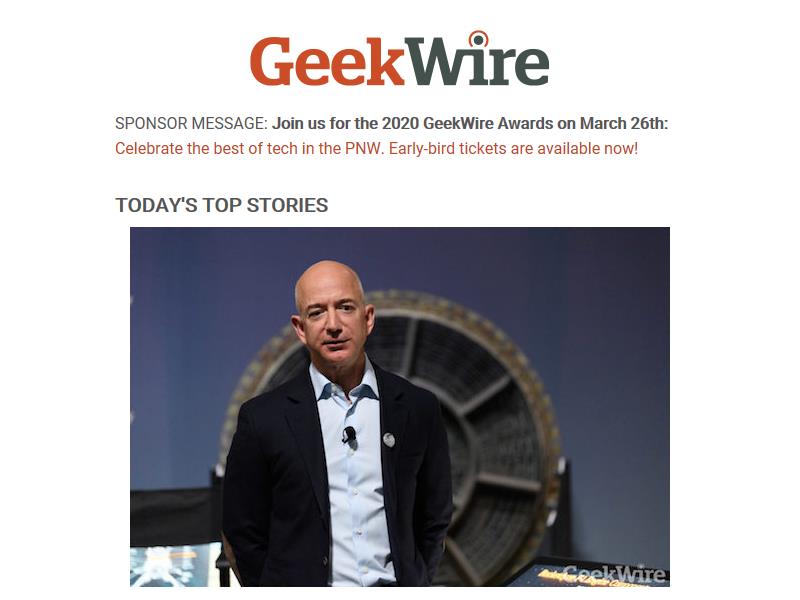 GeekWire
SPONSOR MESSAGE: Join us for the 2020 GeekWire Awards on March 26th:
Celebrate the best of tech in the PNW. Early-bird tickets are available now!
TODAY'S TOP STORIES
GeekWire